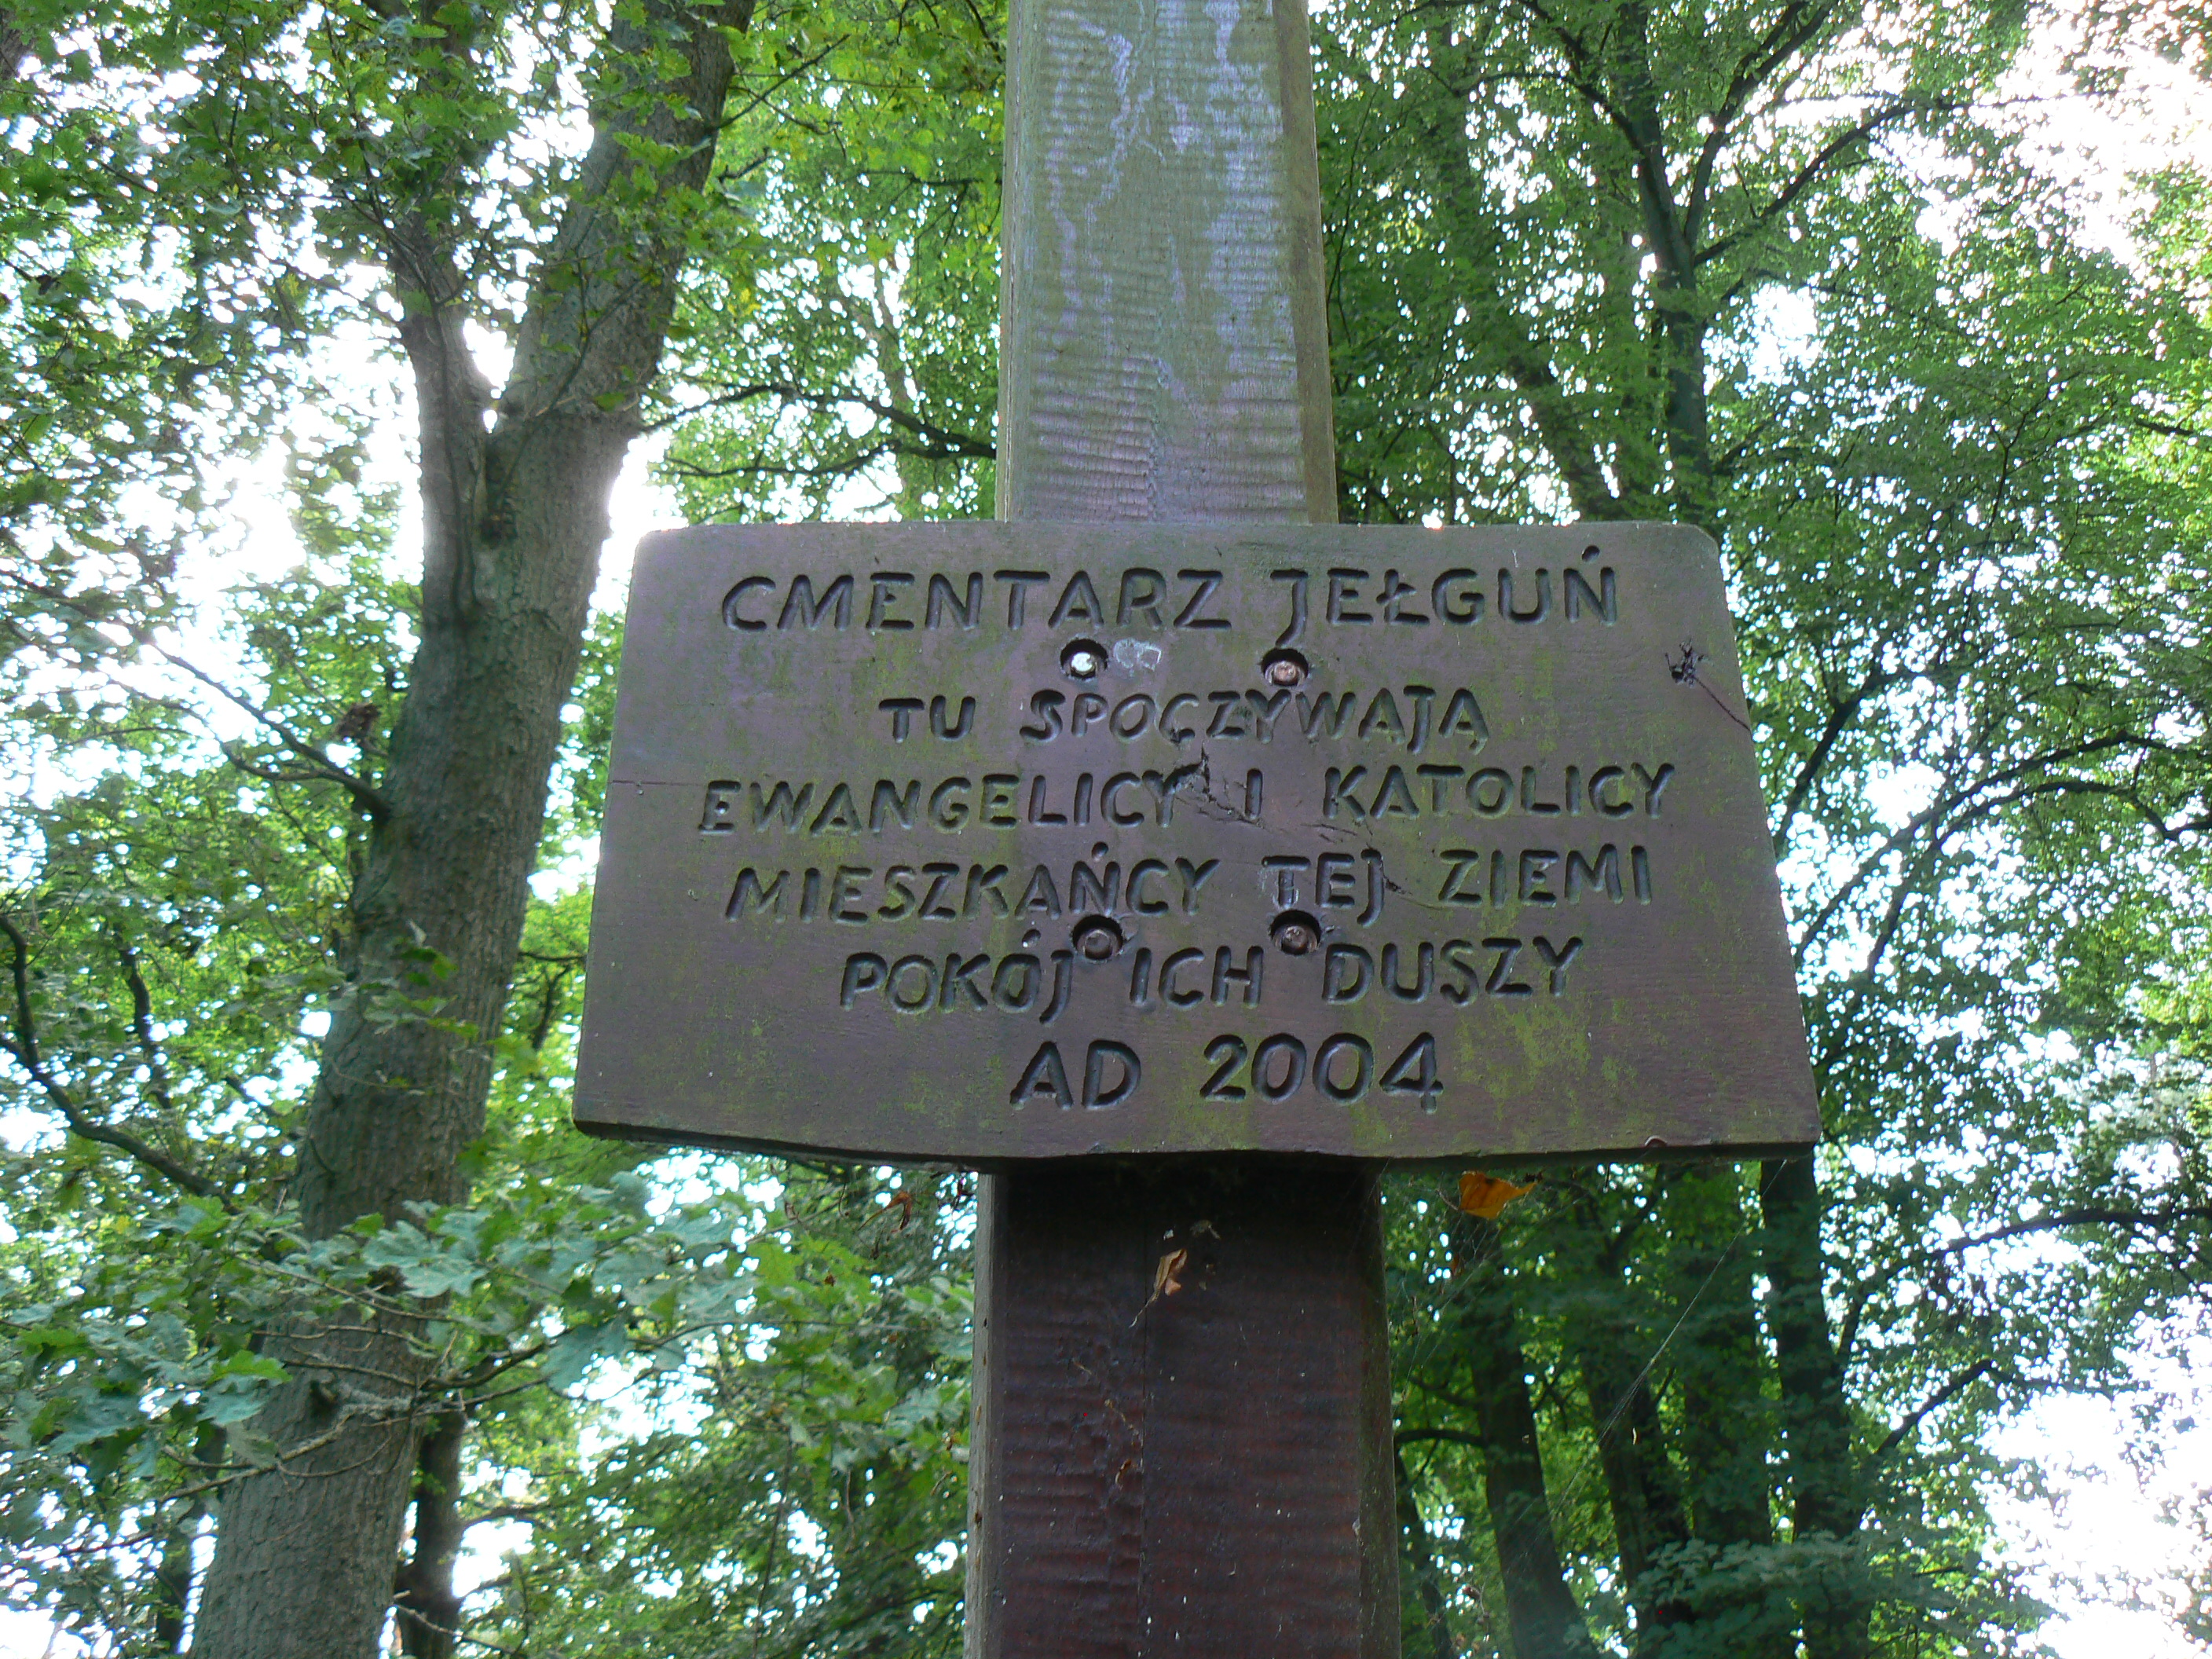 CMENTARZ JEŁGUŃ
TU SPOCZYWAJĄ
EWANGELICY I KATOLICY
MIESZKAŃCY TEJ ZIEMI
POKÓJ ICH DUSZY
AD 2004